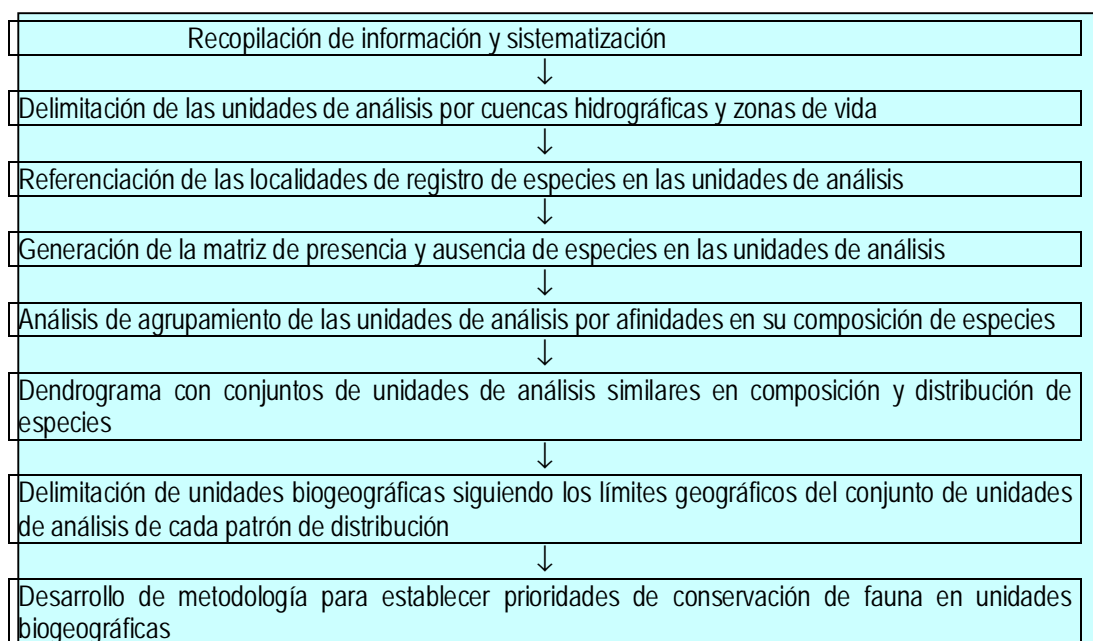 Recopilación de información y sistematización
↓
Delimitación de las unidades de análisis por cuencas hidrográficas y zonas de vida
↓
Referenciación de las localidades de registro de especies en las unidades de análisis
↓
Generación de la matriz de presencia y ausencia de especies en las unidades de análisis
↓
Análisis de agrupamiento de las unidades de análisis por afinidades en su composición de especies
↓
Dendrograma con conjuntos de unidades de análisis similares en composición y distribución de
especies
↓
Delimitación de unidades biogeográficas siguiendo los límites geográficos del conjunto de unidades
de análisis de cada patrón de distribución
↓
Desarrollo de metodología para establecer prioridades de conservación de fauna en unidades
biogeográficas